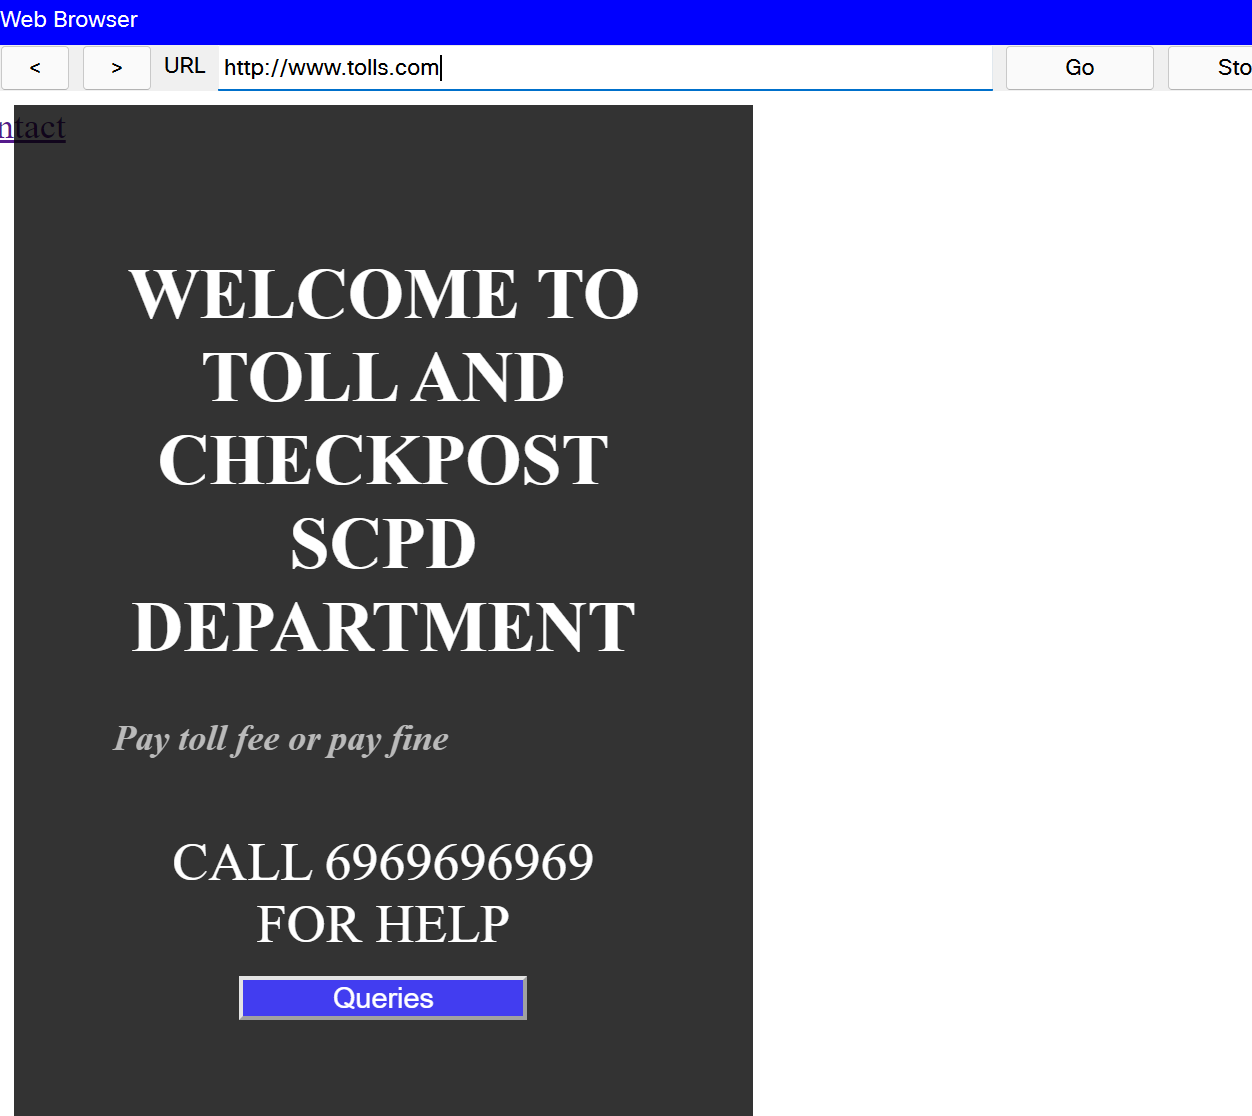 Web Browser
< > URL http://www.tolls.com Go Sto
ntact
WELCOME TO
TOLL AND
CHECKPOST
SCPD
DEPARTMENT
Pay toll fee or pay fine
CALL 6969696969
FOR HELP
Queries